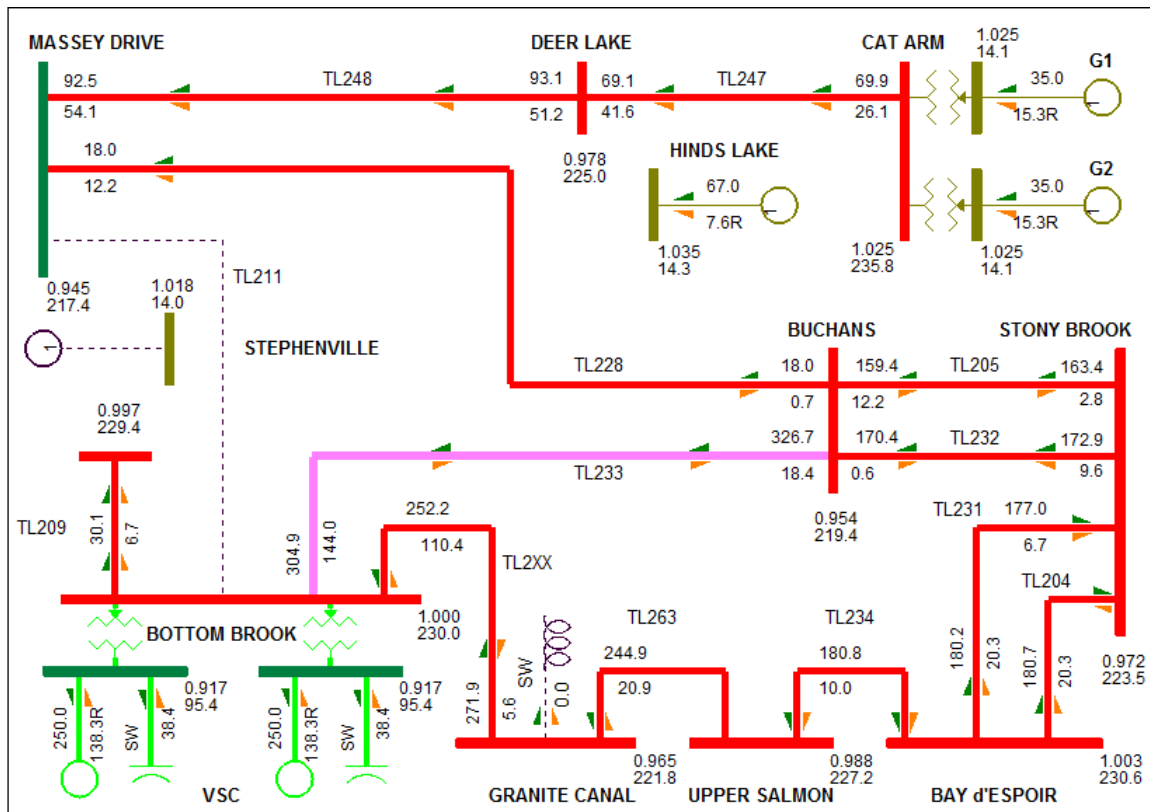 MASSEY DRIVE DEER LAKE CAT ARM 1.025 14.1 G1
92.5 TL248 93.1 69.1 TL247 69.9 35.0
54.1 51.2 41.6 26.1 15.3R
18.0 0.978 225.0 HINDS LAKE G2
12.2 67.0 35.0
7.6R 15.3R
0.945 217.4 TL211 1.035 14.3 1.025 235.8 1.025 14.1
1.018 14.0
1 STEPHENVILLE BUCHANS STONY BROOK
TL228 18.0 159.4 TL205 163.4
0.7 12.2 2.8
0.997 229.4 326.7 170.4 TL232 172.9
TL233 18.4 0.6 9.6
TL209 30.1 6.7 304.9 144.0 252.2 0.954 219.4 TL231 177.0
110.4 TL2XX 6.7
TL204
1.000 230.0
BOTTOM BROOK TL263 TL234 180.2 20.3 180.7 20.3 0.972 223.5
0.917 95.4 0.917 95.4 271.9 5.6 SW 0.0 244.9 180.8
20.9 10.0
250.0 138.3R SW 38.4 250.0 138.3R SW 38.4
0.965 221.8 0.988 227.2 1.003 230.6
VSC GRANITE CANAL UPPER SALMON BAY d'ESPOIR